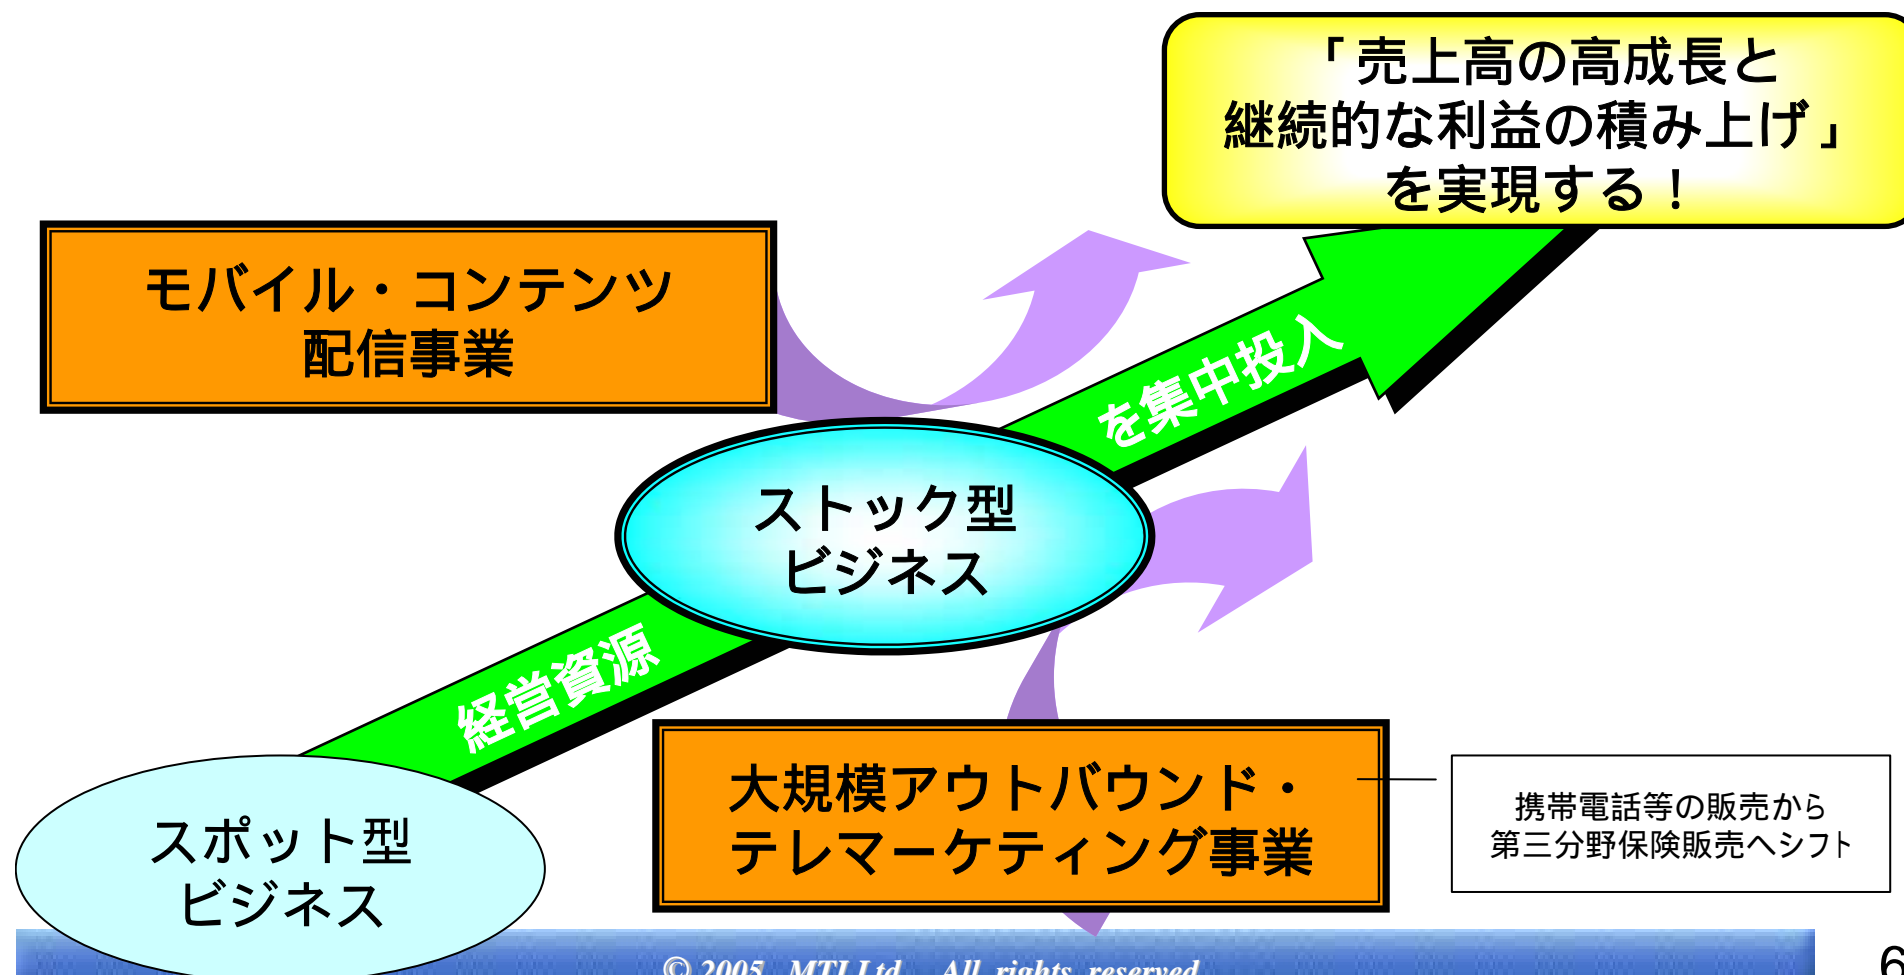 「売上高の高成長と
継続的な利益の積み上げ」
を実現する！
モバイル・コンテンツ
配信事業
を集中投入
ストック型
ビジネス
経営資源
大規模アウトバウンド・
テレマーケティング事業
携帯電話等の販売から
第三分野保険販売へシフト
スポット型
ビジネス
© 2005 MTI Ltd. All rights reserved
6